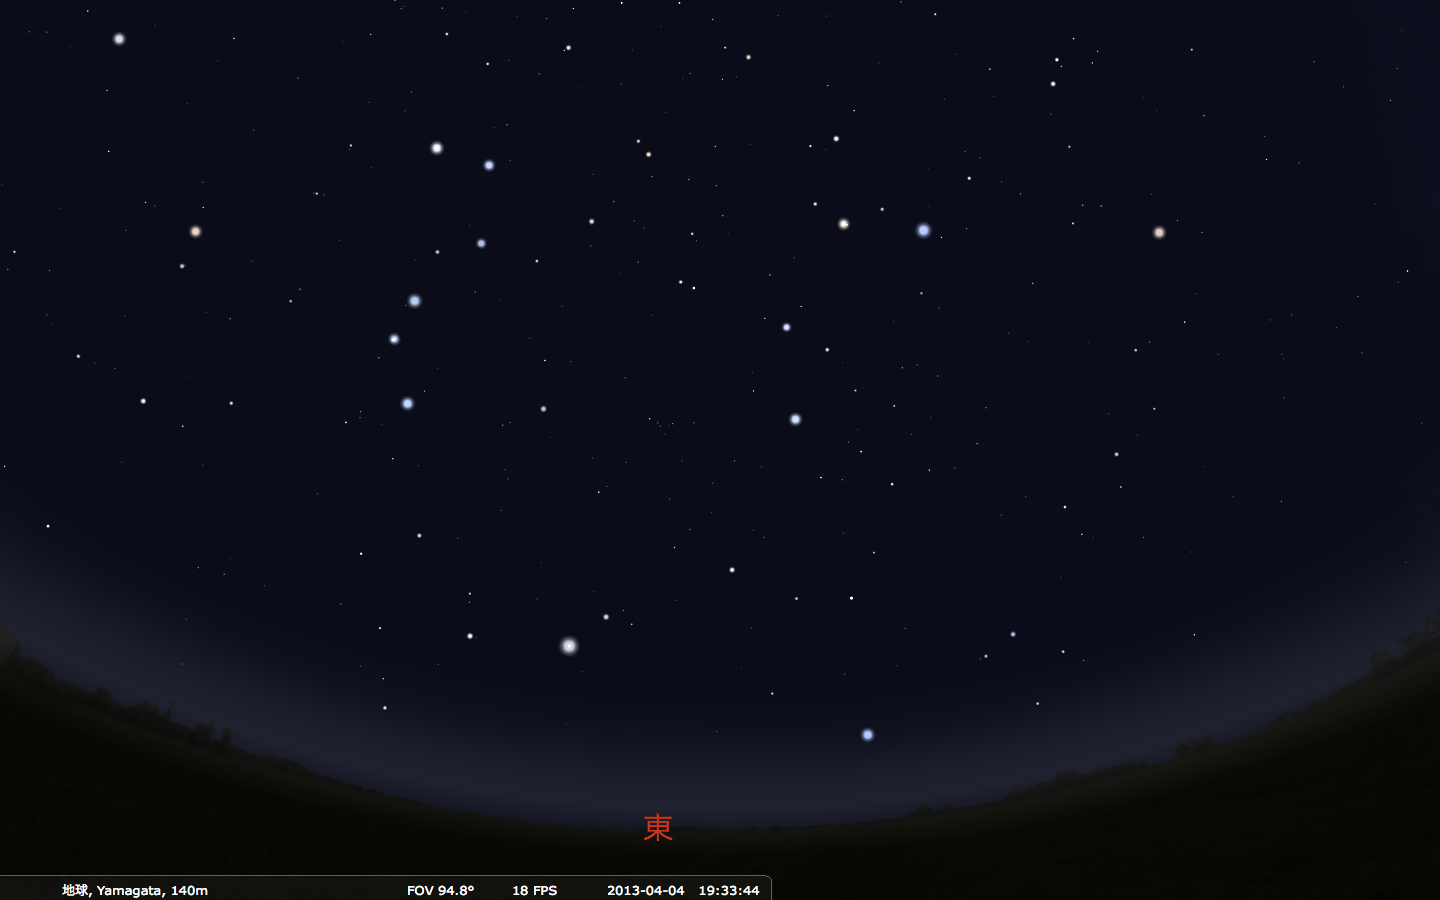 東
地球, Yamagata, 140m FOV 94.8° 18 FPS 2013-04-04 19:33:44